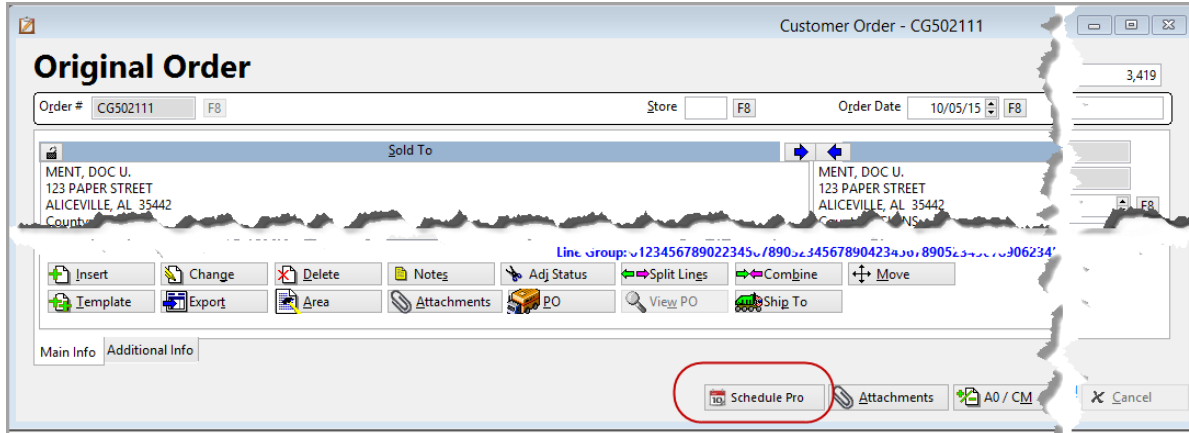 Customer Order - CG502111
Original Order
3,419
Order # CG502111 F8 Store F8 Order Date 10/05/15 F8
Sold To
MENT, DOC U. MENT, DOC U.
123 PAPER STREET 123 PAPER STREET
ALICEVILLE, AL 35442 ALICEVILLE, AL 35442
County
F8
Line Group:
Insert Change Delete Notes Adj Status Split Lines Combine Move
Template Export Area Attachments PO View PO Ship To
Main Info Additional Info
Schedule Pro Attachments A0 / CM Cancel